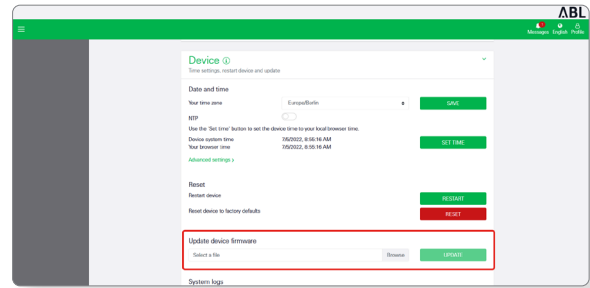 ABL
1
Messages English Profile
Device
Time settings, restart device and update
Date and time
Your time zone Europe/Berlin SAVE
NTP
Use the 'Set time' button to set the device time to your local browser time.
Device system time 7/5/2022, 8:55:16 AM
Your browser time 7/5/2022, 8:55:16 AM
SET TIME
Advanced settings ›
Reset
Restart device RESTART
Reset device to factory defaults RESET
Update device firmware
Select a file Browse UPDATE
System logs